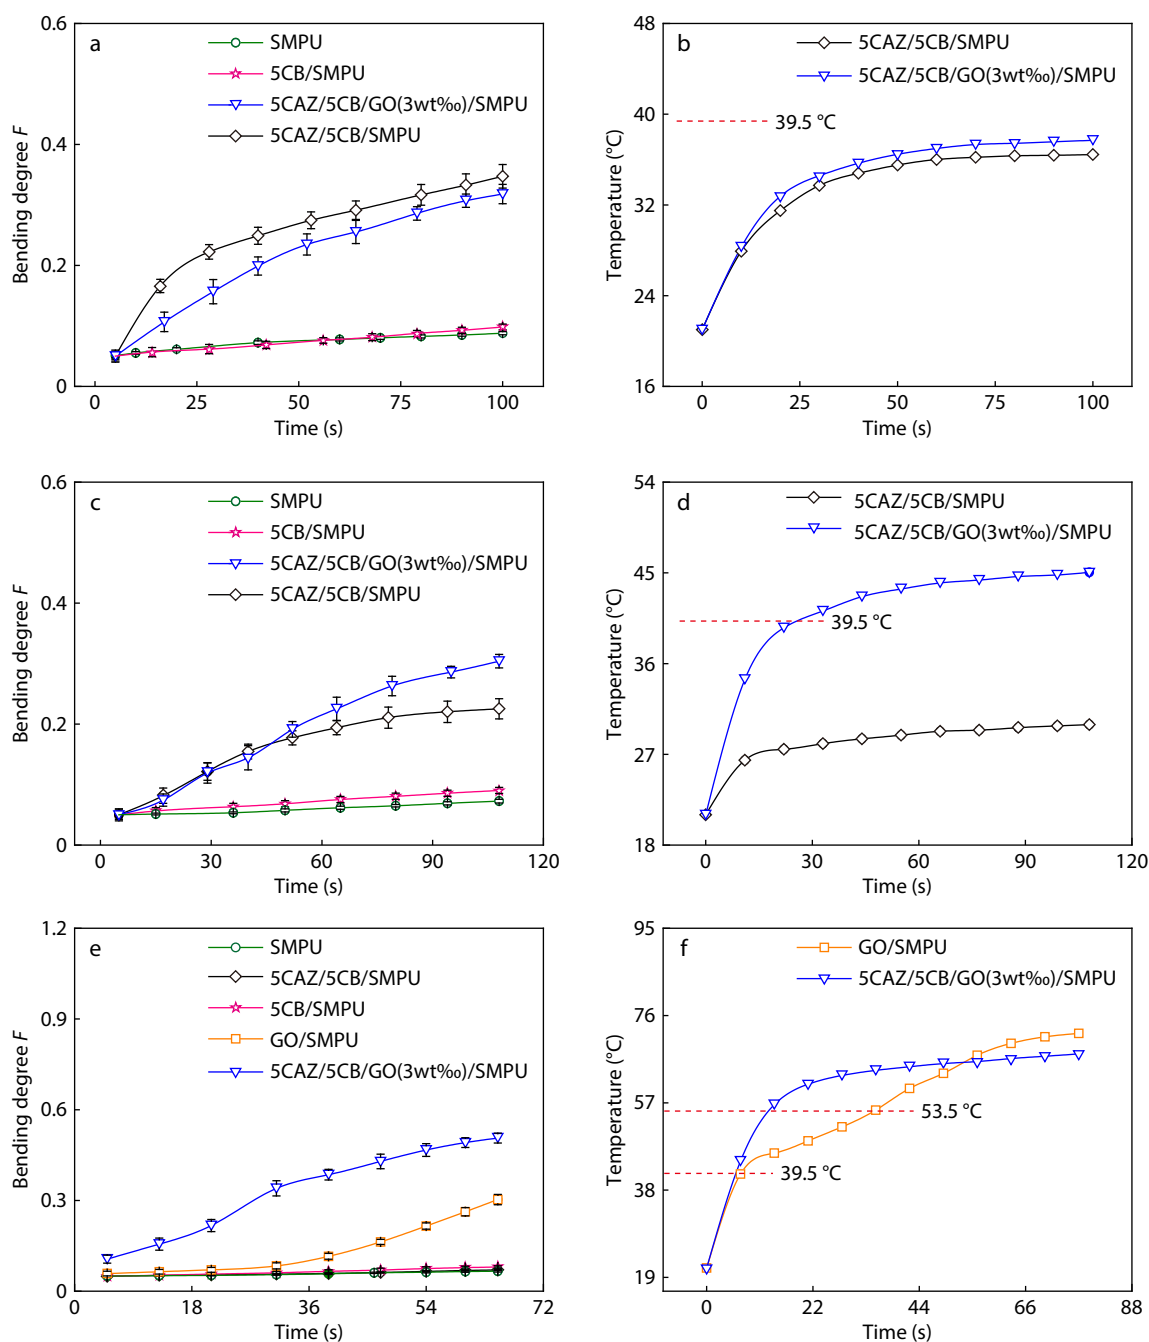 a
SMPU
5CB/SMPU
5CAZ/5CB/GO(3wt‰)/SMPU
5CAZ/5CB/SMPU
0.6
0.4
0.2
0
Bending degree F
0 25 50 75 100
Time (s)
b
5CAZ/5CB/SMPU
5CAZ/5CB/GO(3wt‰)/SMPU
39.5 °C
48
40
32
24
16
Temperature (°C)
0 25 50 75 100
Time (s)
c
SMPU
5CB/SMPU
5CAZ/5CB/GO(3wt‰)/SMPU
5CAZ/5CB/SMPU
0.6
0.4
0.2
0
Bending degree F
0 30 60 90 120
Time (s)
d
5CAZ/5CB/SMPU
5CAZ/5CB/GO(3wt‰)/SMPU
39.5 °C
54
45
36
27
18
Temperature (°C)
0 30 60 90 120
Time (s)
e
SMPU
5CAZ/5CB/SMPU
5CB/SMPU
GO/SMPU
5CAZ/5CB/GO(3wt‰)/SMPU
1.2
0.9
0.6
0.3
0
Bending degree F
0 18 36 54 72
Time (s)
f
GO/SMPU
5CAZ/5CB/GO(3wt‰)/SMPU
53.5 °C
39.5 °C
95
76
57
38
19
Temperature (°C)
0 22 44 66 88
Time (s)